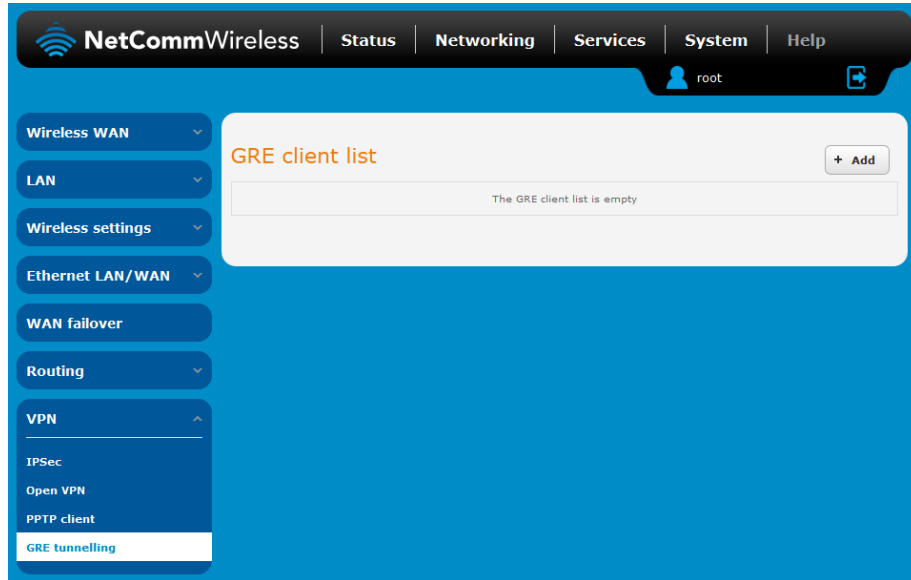 NetCommWireless
Status
Networking
Services
System
Help
root
Wireless WAN
LAN
Wireless settings
Ethernet LAN/WAN
WAN failover
Routing
VPN
IPSec
Open VPN
PPTP client
GRE tunnelling
GRE client list
+ Add
The GRE client list is empty